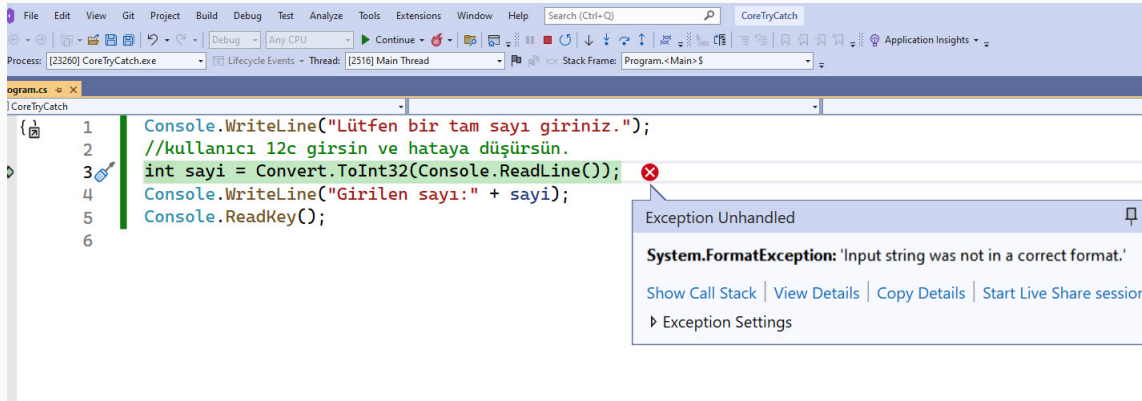 File Edit View Git Project Build Debug Test Analyze Tools Extensions Window Help Search (Ctrl+Q) CoreTryCatch
Debug Any CPU Continue Application Insights
Process: [23260] CoreTryCatch.exe Lifecycle Events Thread: [2516] Main Thread Stack Frame: Program.<Main>$
ogram.cs
CoreTryCatch
1 Console.WriteLine("Lütfen bir tam sayı giriniz.");
2 //kullanıcı 12c girsin ve hataya düşürsün.
3 int sayi = Convert.ToInt32(Console.ReadLine());
4 Console.WriteLine("Girilen sayı:" + sayi);
5 Console.ReadKey();
6
Exception Unhandled
System.FormatException: 'Input string was not in a correct format.'
Show Call Stack | View Details | Copy Details | Start Live Share session
Exception Settings